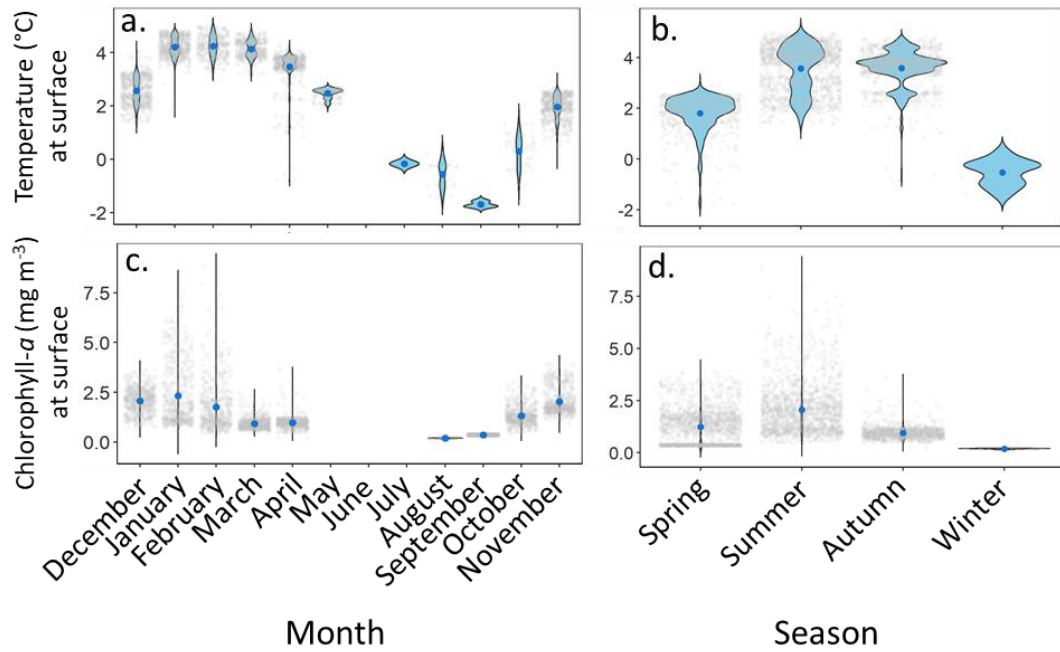 Temperature (°C)
at surface
a.
4
2
0
-2
b.
4
2
0
-2
Chlorophyll-a (mg m⁻³)
at surface
c.
7.5
5.0
2.5
0.0
d.
7.5
5.0
2.5
0.0
December
January
February
March
April
May
June
July
August
September
October
November
Spring
Summer
Autumn
Winter
Month
Season